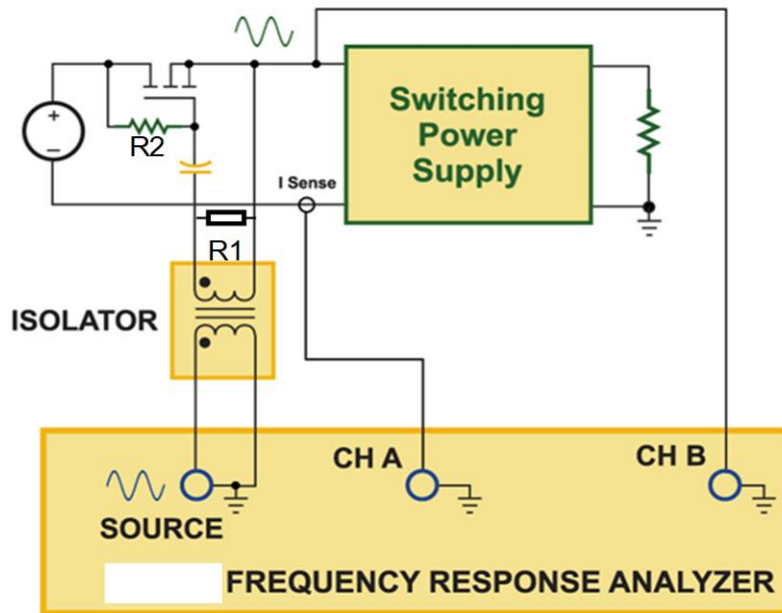 Switching
Power
Supply
+
−
R2
I Sense
R1
ISOLATOR
CH A
CH B
SOURCE
FREQUENCY RESPONSE ANALYZER